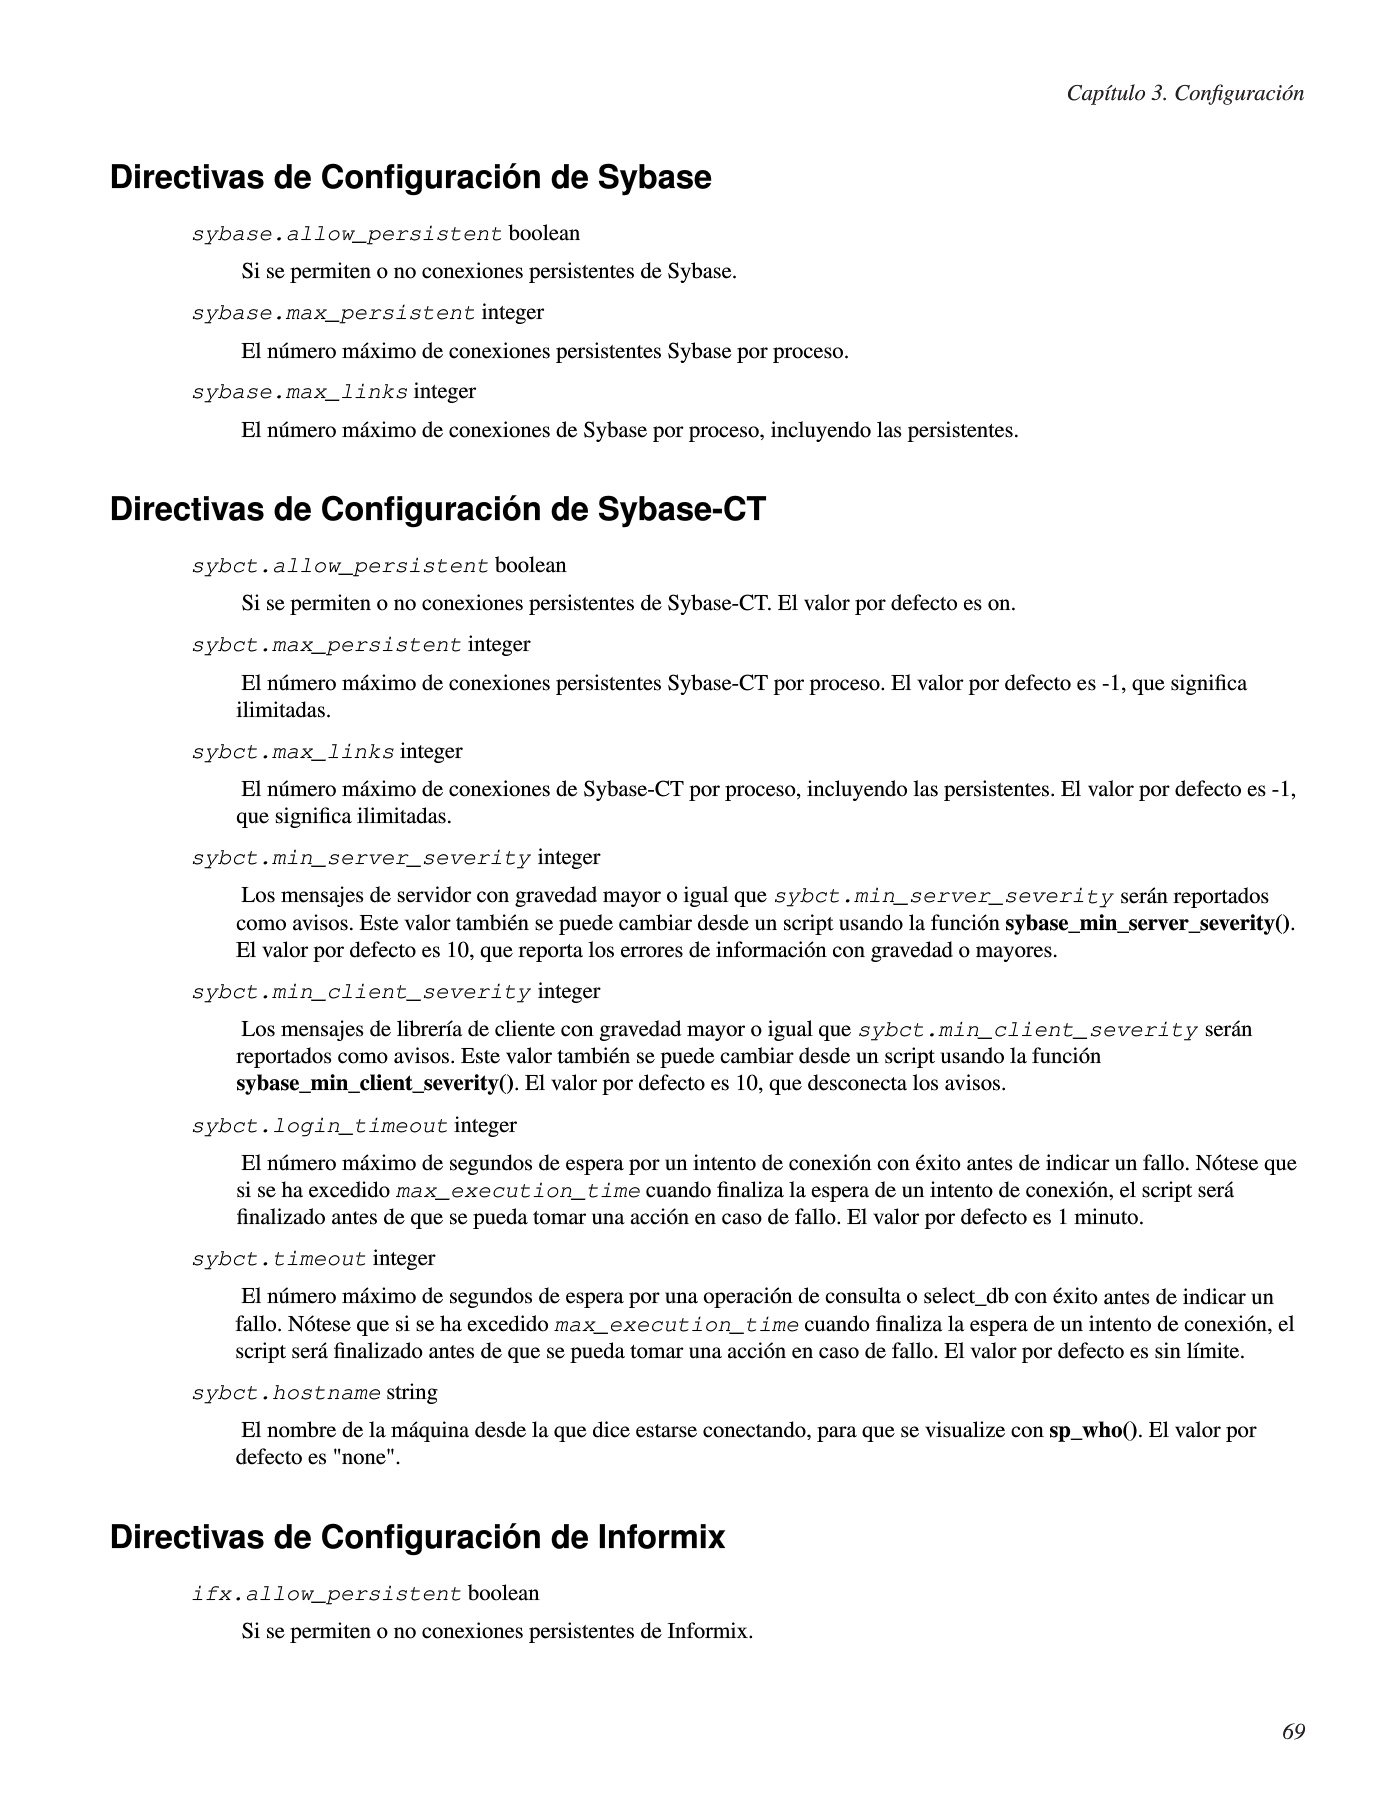 Capítulo 3. Configuración
Directivas de Configuración de Sybase
sybase.allow_persistent boolean
Si se permiten o no conexiones persistentes de Sybase.
sybase.max_persistent integer
El número máximo de conexiones persistentes Sybase por proceso.
sybase.max_links integer
El número máximo de conexiones de Sybase por proceso, incluyendo las persistentes.
Directivas de Configuración de Sybase-CT
sybct.allow_persistent boolean
Si se permiten o no conexiones persistentes de Sybase-CT. El valor por defecto es on.
sybct.max_persistent integer
El número máximo de conexiones persistentes Sybase-CT por proceso. El valor por defecto es -1, que significa
ilimitadas.
sybct.max_links integer
El número máximo de conexiones de Sybase-CT por proceso, incluyendo las persistentes. El valor por defecto es -1,
que significa ilimitadas.
sybct.min_server_severity integer
Los mensajes de servidor con gravedad mayor o igual que sybct.min_server_severity serán reportados
como avisos. Este valor también se puede cambiar desde un script usando la función sybase_min_server_severity().
El valor por defecto es 10, que reporta los errores de información con gravedad o mayores.
sybct.min_client_severity integer
Los mensajes de librería de cliente con gravedad mayor o igual que sybct.min_client_severity serán
reportados como avisos. Este valor también se puede cambiar desde un script usando la función
sybase_min_client_severity(). El valor por defecto es 10, que desconecta los avisos.
sybct.login_timeout integer
El número máximo de segundos de espera por un intento de conexión con éxito antes de indicar un fallo. Nótese que
si se ha excedido max_execution_time cuando finaliza la espera de un intento de conexión, el script será
finalizado antes de que se pueda tomar una acción en caso de fallo. El valor por defecto es 1 minuto.
sybct.timeout integer
El número máximo de segundos de espera por una operación de consulta o select_db con éxito antes de indicar un
fallo. Nótese que si se ha excedido max_execution_time cuando finaliza la espera de un intento de conexión, el
script será finalizado antes de que se pueda tomar una acción en caso de fallo. El valor por defecto es sin límite.
sybct.hostname string
El nombre de la máquina desde la que dice estarse conectando, para que se visualize con sp_who(). El valor por
defecto es "none".
Directivas de Configuración de Informix
ifx.allow_persistent boolean
Si se permiten o no conexiones persistentes de Informix.
69